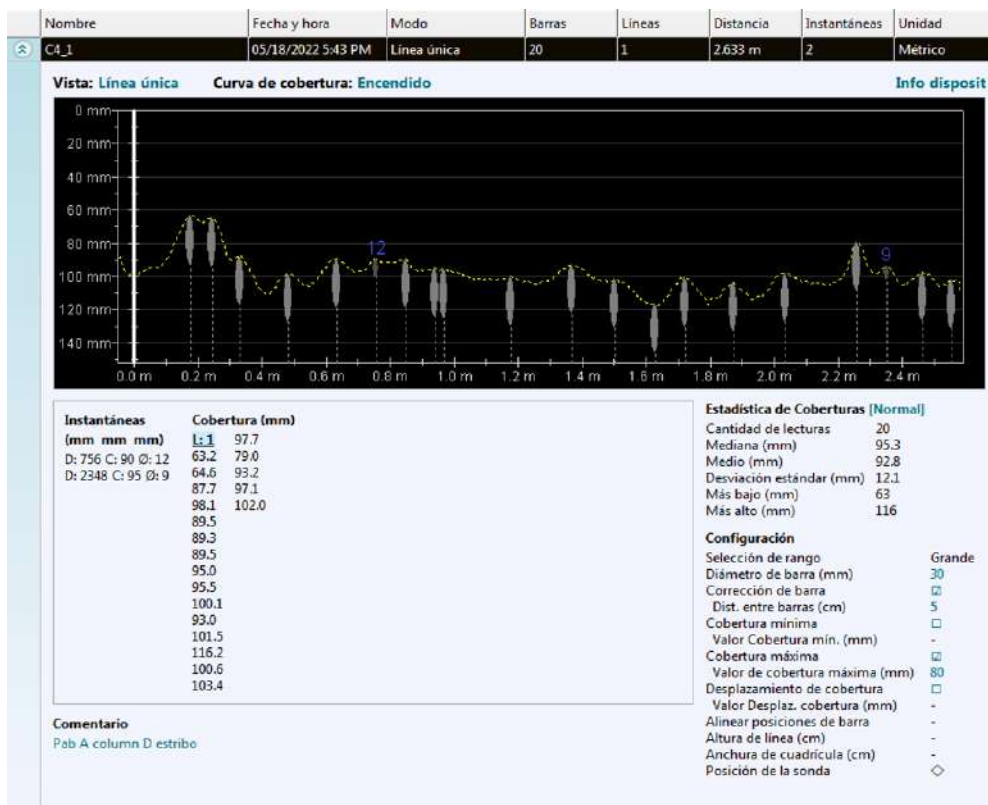 Nombre Fecha y hora Modo Barras Líneas Distancia Instantáneas Unidad
C4_1 05/18/2022 5:43 PM Línea única 20 1 2.633 m 2 Métrico
Vista: Línea única Curva de cobertura: Encendido Info disposit
0 mm
20 mm
40 mm
60 mm
80 mm
100 mm
120 mm
140 mm
12
9
0.0 m 0.2 m 0.4 m 0.6 m 0.8 m 1.0 m 1.2 m 1.4 m 1.6 m 1.8 m 2.0 m 2.2 m 2.4 m
Instantáneas
(mm mm mm)
D: 756 C: 90 Ø: 12
D: 2348 C: 95 Ø: 9
Cobertura (mm)
L: 1 97.7
63.2 79.0
64.6 93.2
87.7 97.1
98.1 102.0
89.5
89.3
89.5
95.0
95.5
100.1
93.0
101.5
116.2
100.6
103.4
Estadística de Coberturas [Normal]
Cantidad de lecturas 20
Mediana (mm) 95.3
Medio (mm) 92.8
Desviación estándar (mm) 12.1
Más bajo (mm) 63
Más alto (mm) 116
Configuración
Selección de rango Grande
Diámetro de barra (mm) 30
Corrección de barra ☑
Dist. entre barras (cm) 5
Cobertura mínima ☐
Valor Cobertura mín. (mm) -
Cobertura máxima ☑
Valor de cobertura máxima (mm) 80
Desplazamiento de cobertura ☐
Valor Desplaz. cobertura (mm) -
Alinear posiciones de barra -
Altura de línea (cm) -
Anchura de cuadrícula (cm) -
Posición de la sonda ◇
Comentario
Pab A column D estribo